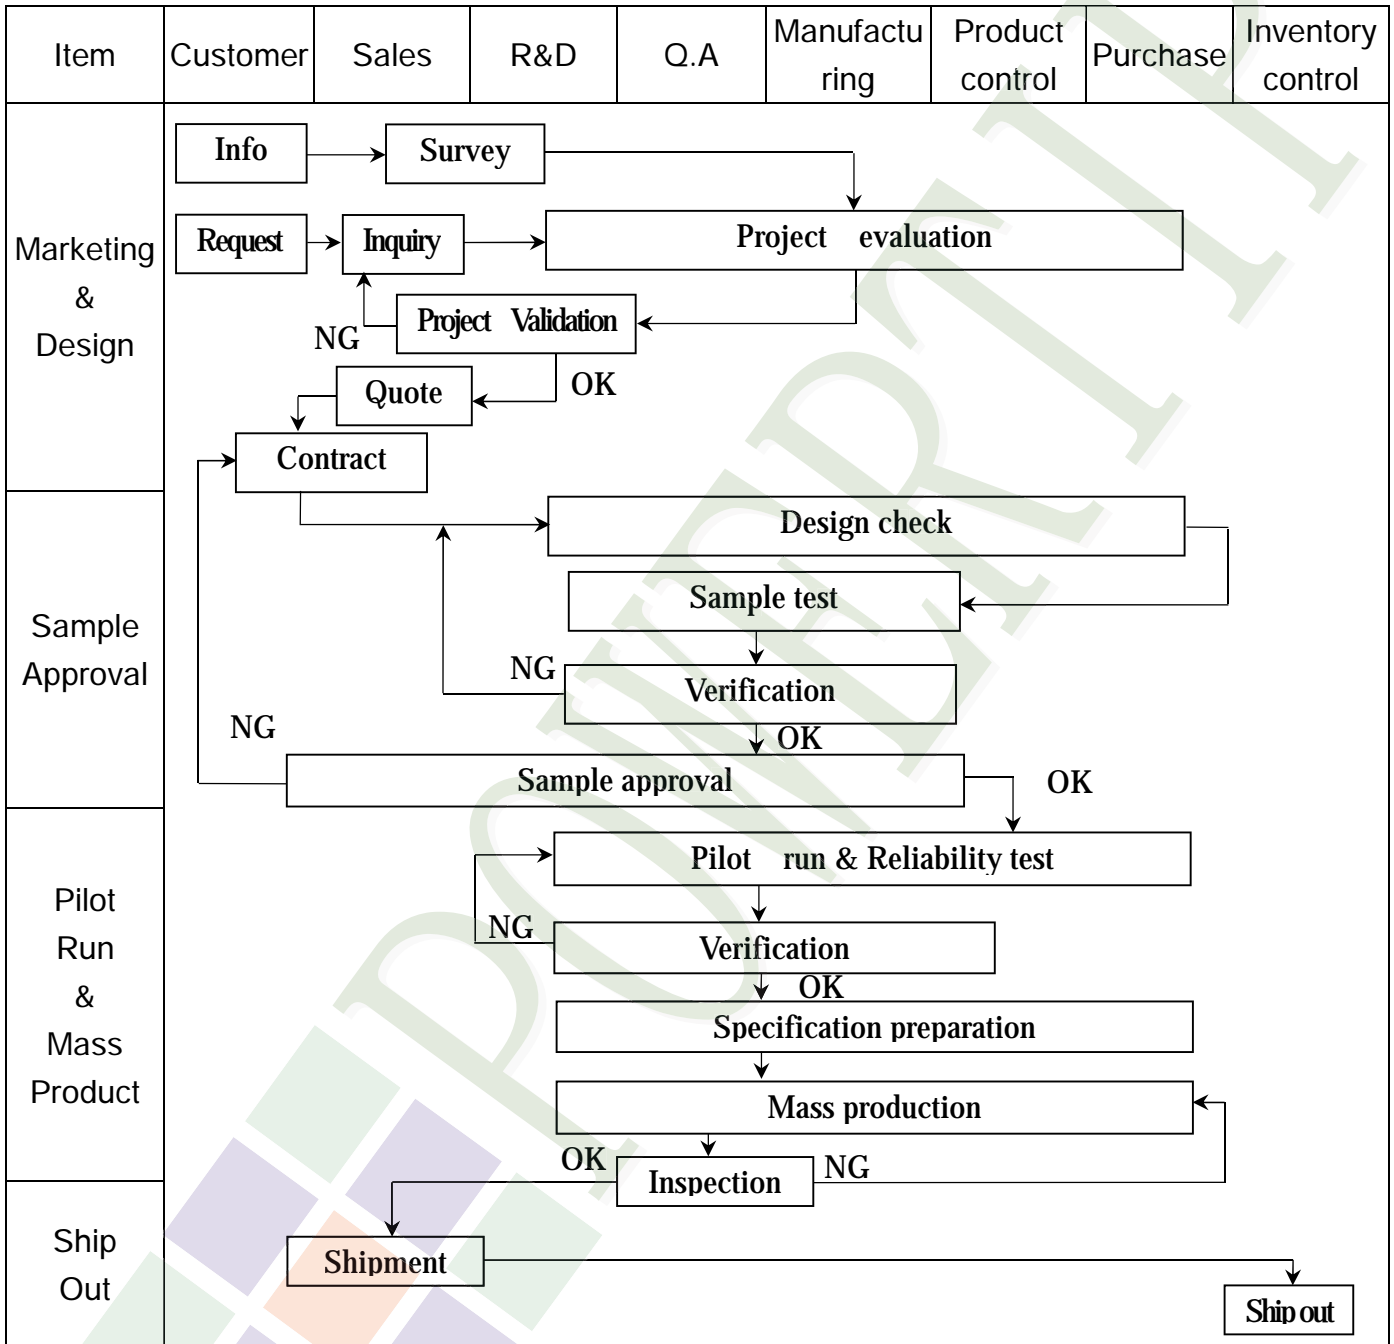 Item
Customer
Sales
R&D
Q.A
Manufactu
ring
Product
control
Purchase
Inventory
control
Marketing
&
Design
Info
Survey
Request
Inquiry
Project evaluation
NG
Project Validation
Quote
OK
Contract
Sample
Approval
Design check
Sample test
NG
Verification
NG
OK
Sample approval
OK
Pilot
Run
&
Mass
Product
Pilot run & Reliability test
NG
Verification
OK
Specification preparation
Mass production
OK
Inspection
NG
Ship
Out
Shipment
Ship out
POWERTIP